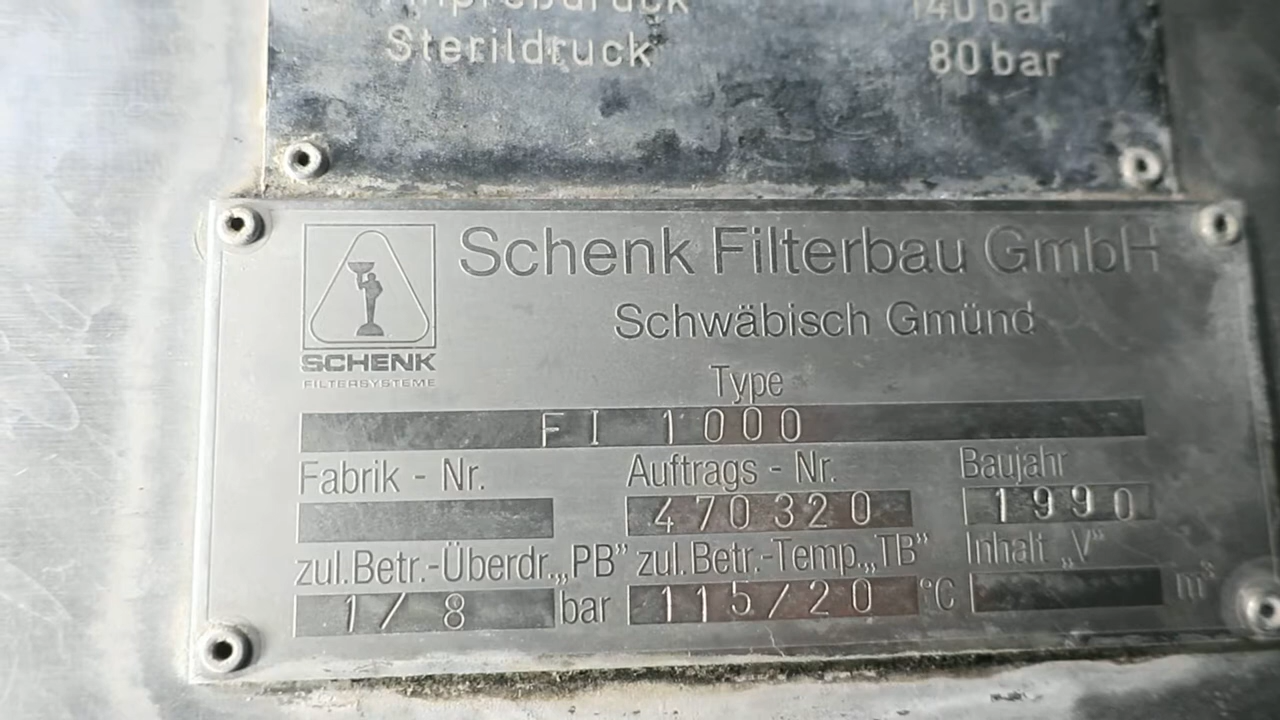 140 bar
Sterildruck 80 bar
Schenk Filterbau GmbH
Schwäbisch Gmünd
SCHENK
FILTERSYSTEME
Type
FI 1000
Fabrik - Nr. Auftrags - Nr. Baujahr
470320 1990
zul.Betr.-Überdr.„PB” zul.Betr.-Temp.„TB” Inhalt „V”
1/8 bar 115/20 °C m³